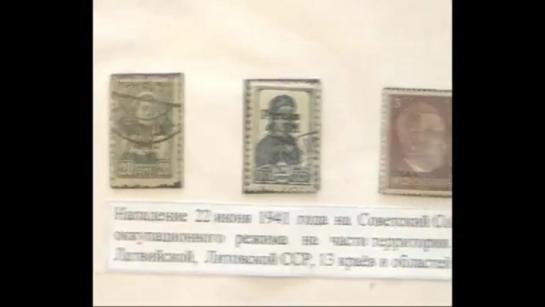 Нападение 22 июня 1941 года на Советский Со
оккупационного режима на части территории
Латвийской, Литовской ССР, 13 краёв и областей